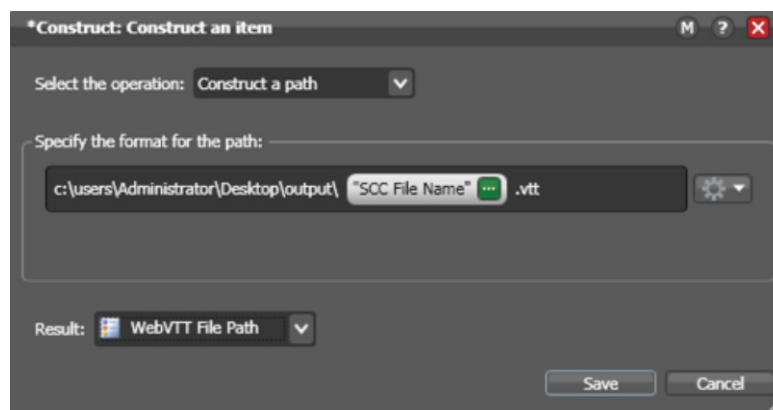 *Construct: Construct an item M ? X
Select the operation: Construct a path
Specify the format for the path:
c:\users\Administrator\Desktop\output\ "SCC File Name" ... .vtt
Result: WebVTT File Path
Save Cancel